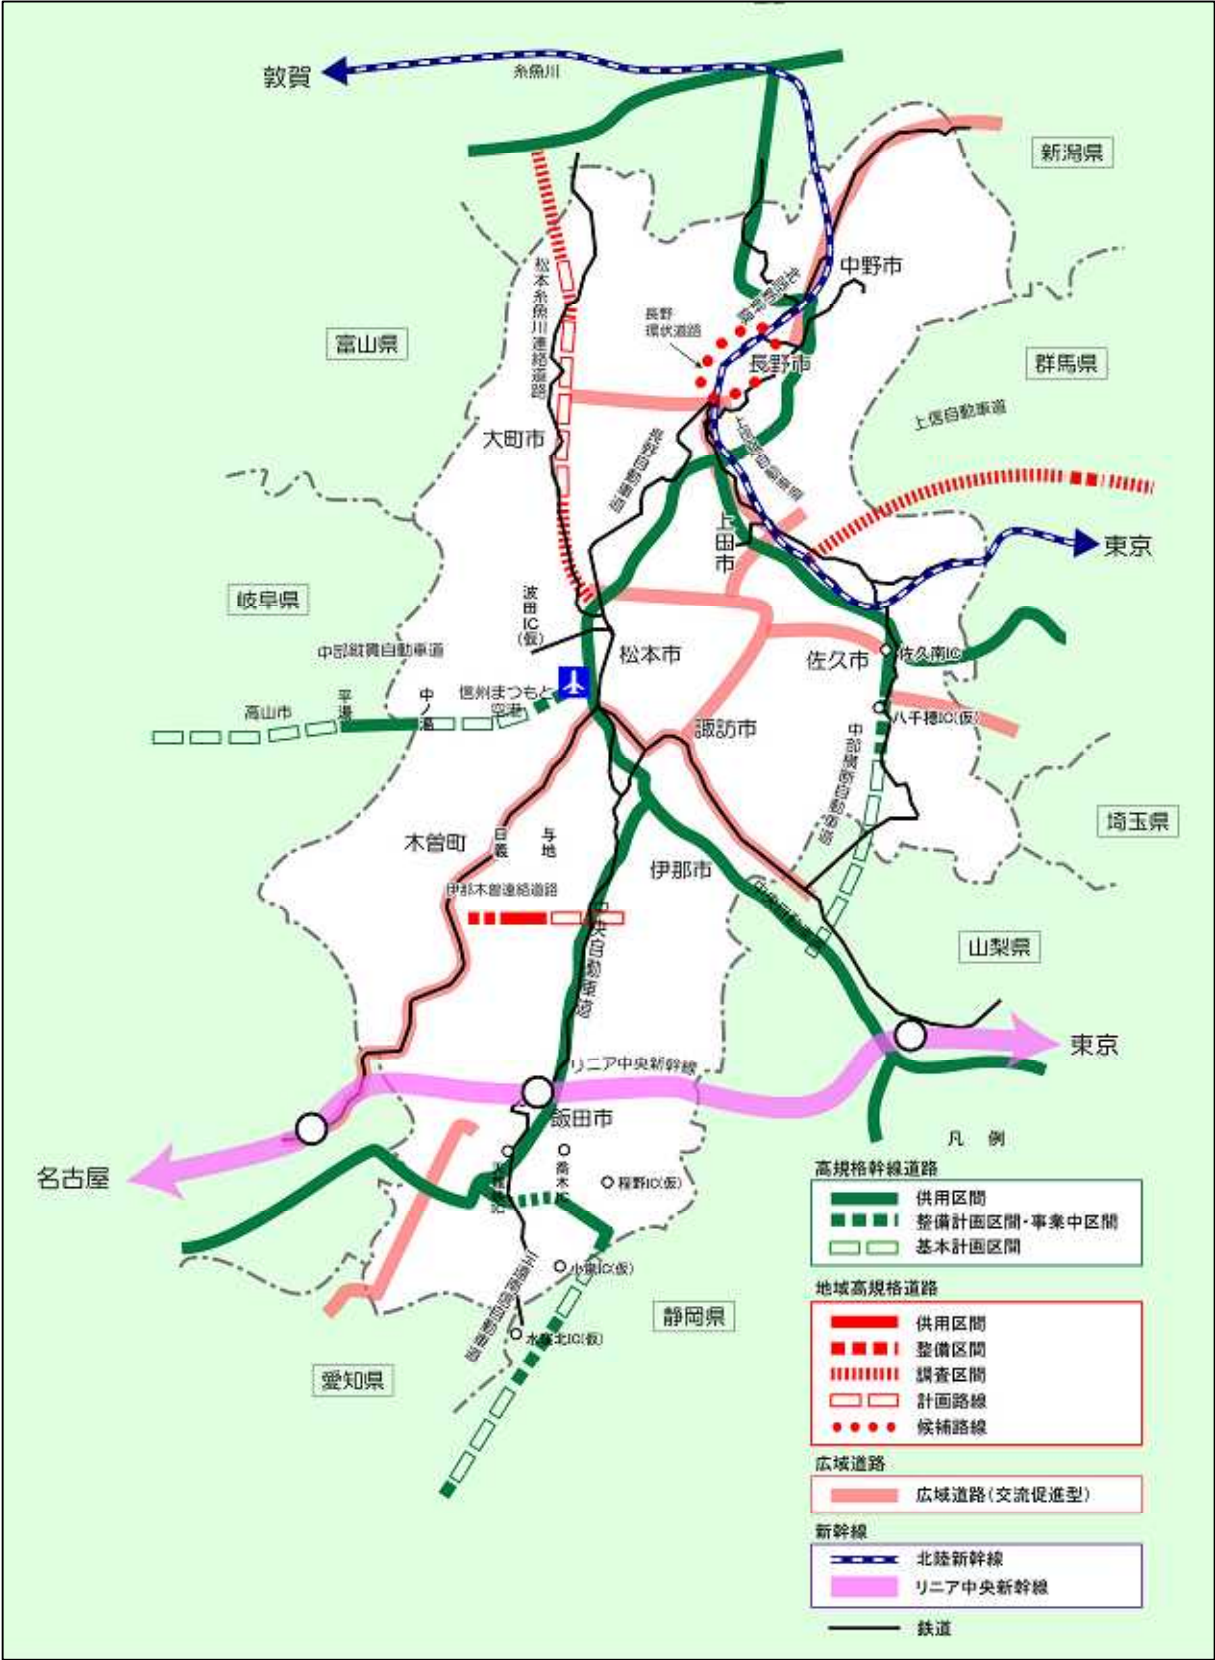 敦賀
糸魚川
新潟県
中野市
松本糸魚川連絡道路
長野
環状道路
富山県
長野市
群馬県
上信自動車道
大町市
長野自動車道
上田市
東京
岐阜県
波田IC(仮)
中部縦貫自動車道
松本市
佐久市
佐久南IC
信州まつもと
空港
高山市
平湯
中ノ湯
諏訪市
八千穂IC(仮)
中部横断自動車道
埼玉県
木曽町
日義
与地
伊那市
伊那木曽連絡道路
中央自動車道
中央自動車道
山梨県
東京
リニア中央新幹線
飯田市
名古屋
喬木IC
程野IC(仮)
小嵐IC(仮)
三遠南信自動車道
静岡県
水窪北IC(仮)
愛知県
凡 例
高規格幹線道路
供用区間
整備計画区間・事業中区間
基本計画区間
地域高規格道路
供用区間
整備区間
調査区間
計画路線
候補路線
広域道路
広域道路(交流促進型)
新幹線
北陸新幹線
リニア中央新幹線
鉄道